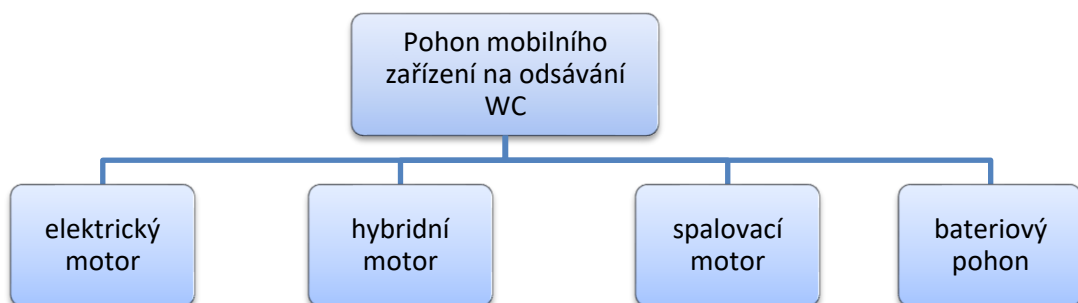 Pohon mobilního
zařízení na odsávání
WC
elektrický
motor
hybridní
motor
spalovací
motor
bateriový
pohon